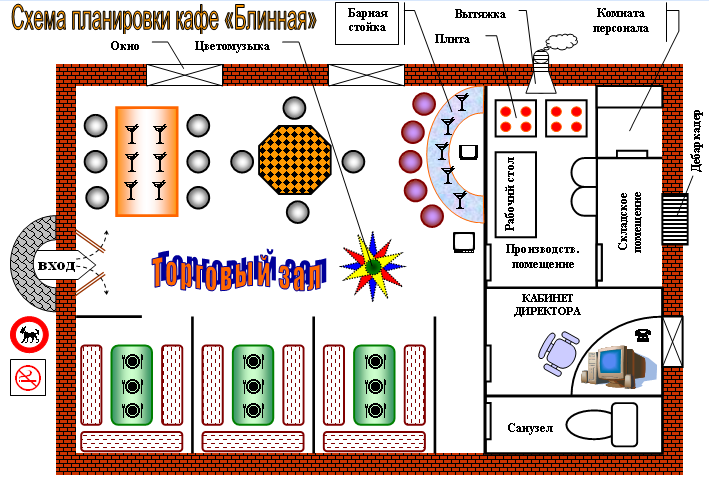 Схема планировки кафе «Блинная»
Окно
Цветомузыка
Барная
стойка
Вытяжка
Плита
Комната
персонала
Дебаркадер
Рабочий стол
Складское
помещение
Производств.
помещение
вход
Торговый зал
КАБИНЕТ
ДИРЕКТОРА
Санузел